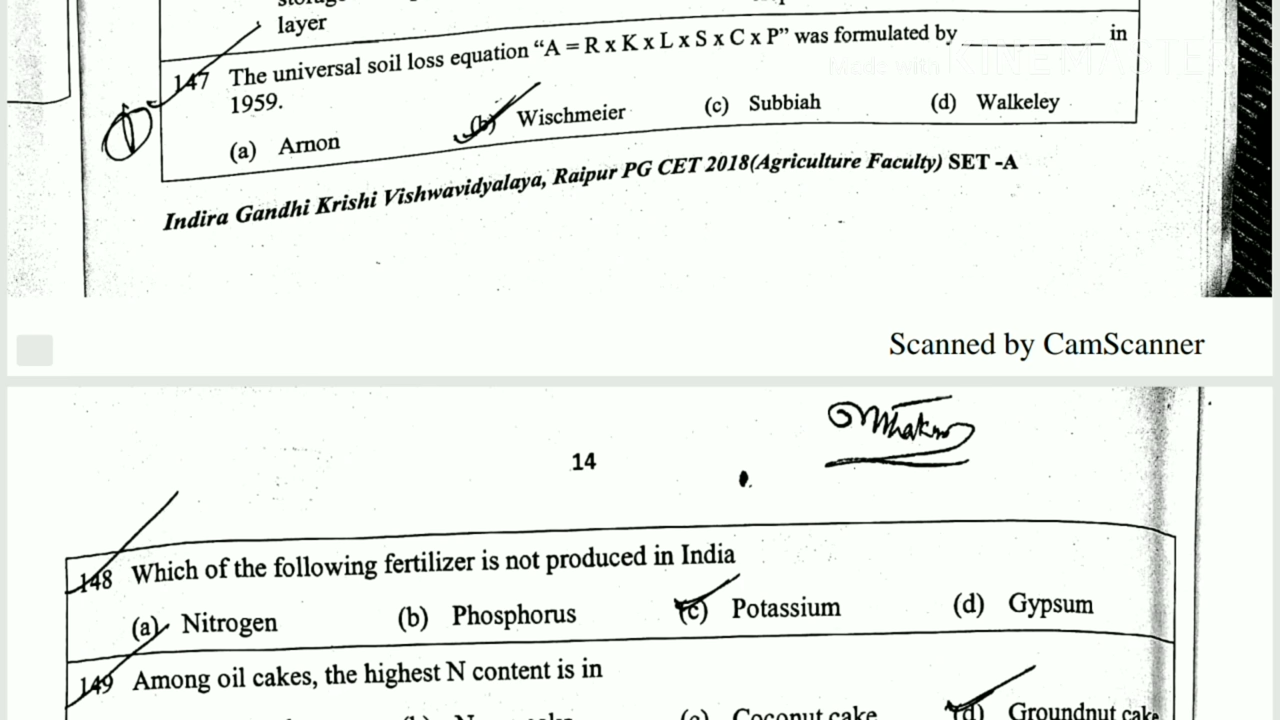 layer
147 The universal soil loss equation “A = R x K x L x S x C x P” was formulated by ____________ in
1959.
(a) Arnon (b) Wischmeier (c) Subbiah (d) Walkeley
Indira Gandhi Krishi Vishwavidyalaya, Raipur PG CET 2018(Agriculture Faculty) SET -A
Scanned by CamScanner
14
148 Which of the following fertilizer is not produced in India
(a) Nitrogen (b) Phosphorus (c) Potassium (d) Gypsum
149 Among oil cakes, the highest N content is in
(c) Coconut cake (d) Groundnut cake